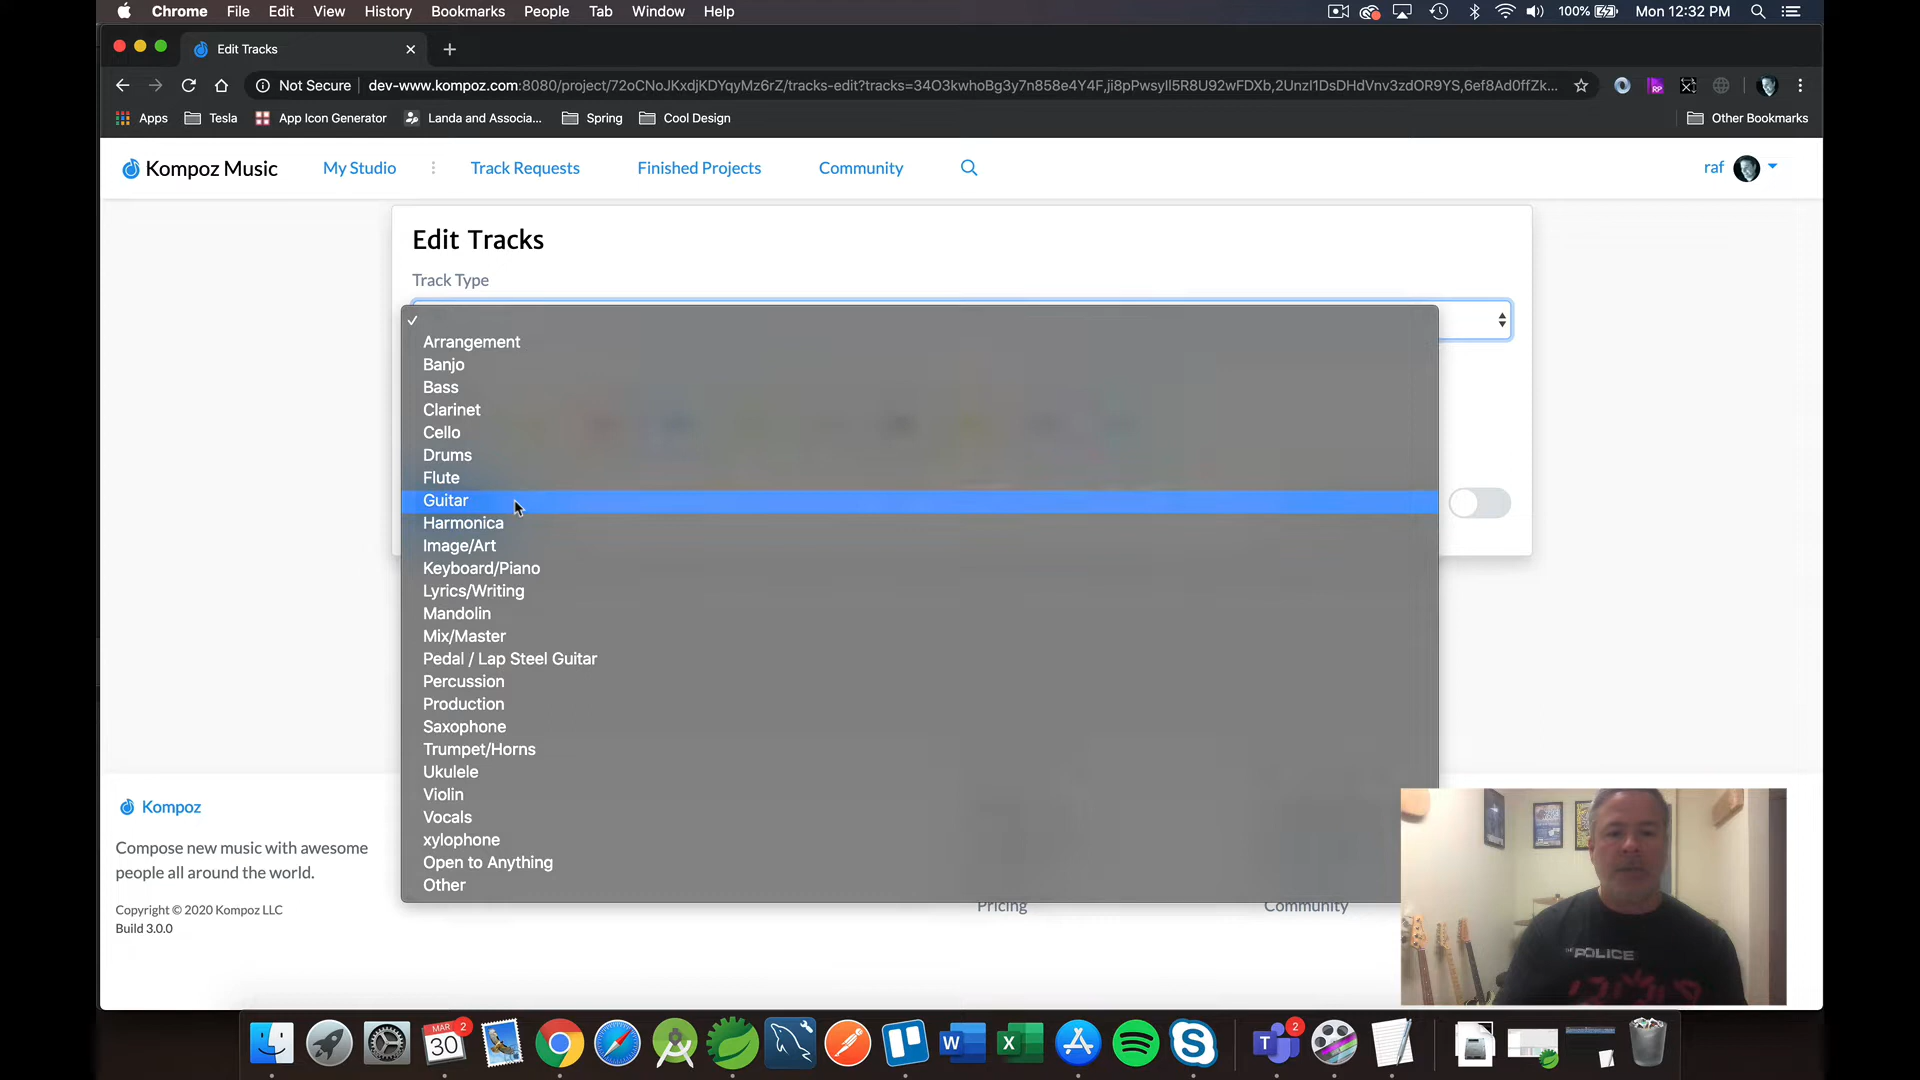 Chrome File Edit View History Bookmarks People Tab Window Help 100% Mon 12:32 PM
Edit Tracks
Not Secure dev-www.kompoz.com:8080/project/72oCNoJKxdjKDYqyMz6rZ/tracks-edit?tracks=34O3kwhoBg3y7n858e4Y4F,ji8pPwsyll5R8U92wFDXb,2Unzl1DsDHdVnv3zdOR9YS,6ef8Ad0ffZk...
Apps Tesla App Icon Generator Landa and Associa... Spring Cool Design Other Bookmarks
Kompoz Music My Studio Track Requests Finished Projects Community raf
Edit Tracks
Track Type
Arrangement
Banjo
Bass
Clarinet
Cello
Drums
Flute
Guitar
Harmonica
Image/Art
Keyboard/Piano
Lyrics/Writing
Mandolin
Mix/Master
Pedal / Lap Steel Guitar
Percussion
Production
Saxophone
Trumpet/Horns
Ukulele
Violin
Vocals
xylophone
Open to Anything
Other
Kompoz
Compose new music with awesome
people all around the world.
Copyright © 2020 Kompoz LLC
Build 3.0.0
Pricing
Community
THE POLICE
MAR 2
30
2